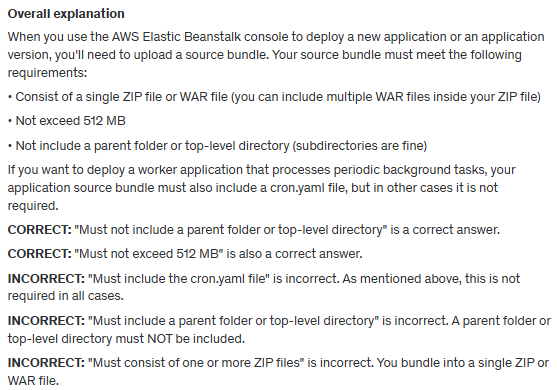 Overall explanation
When you use the AWS Elastic Beanstalk console to deploy a new application or an application
version, you'll need to upload a source bundle. Your source bundle must meet the following
requirements:
• Consist of a single ZIP file or WAR file (you can include multiple WAR files inside your ZIP file)
• Not exceed 512 MB
• Not include a parent folder or top-level directory (subdirectories are fine)
If you want to deploy a worker application that processes periodic background tasks, your
application source bundle must also include a cron.yaml file, but in other cases it is not
required.
CORRECT: "Must not include a parent folder or top-level directory" is a correct answer.
CORRECT: "Must not exceed 512 MB" is also a correct answer.
INCORRECT: "Must include the cron.yaml file" is incorrect. As mentioned above, this is not
required in all cases.
INCORRECT: "Must include a parent folder or top-level directory" is incorrect. A parent folder or
top-level directory must NOT be included.
INCORRECT: "Must consist of one or more ZIP files" is incorrect. You bundle into a single ZIP or
WAR file.